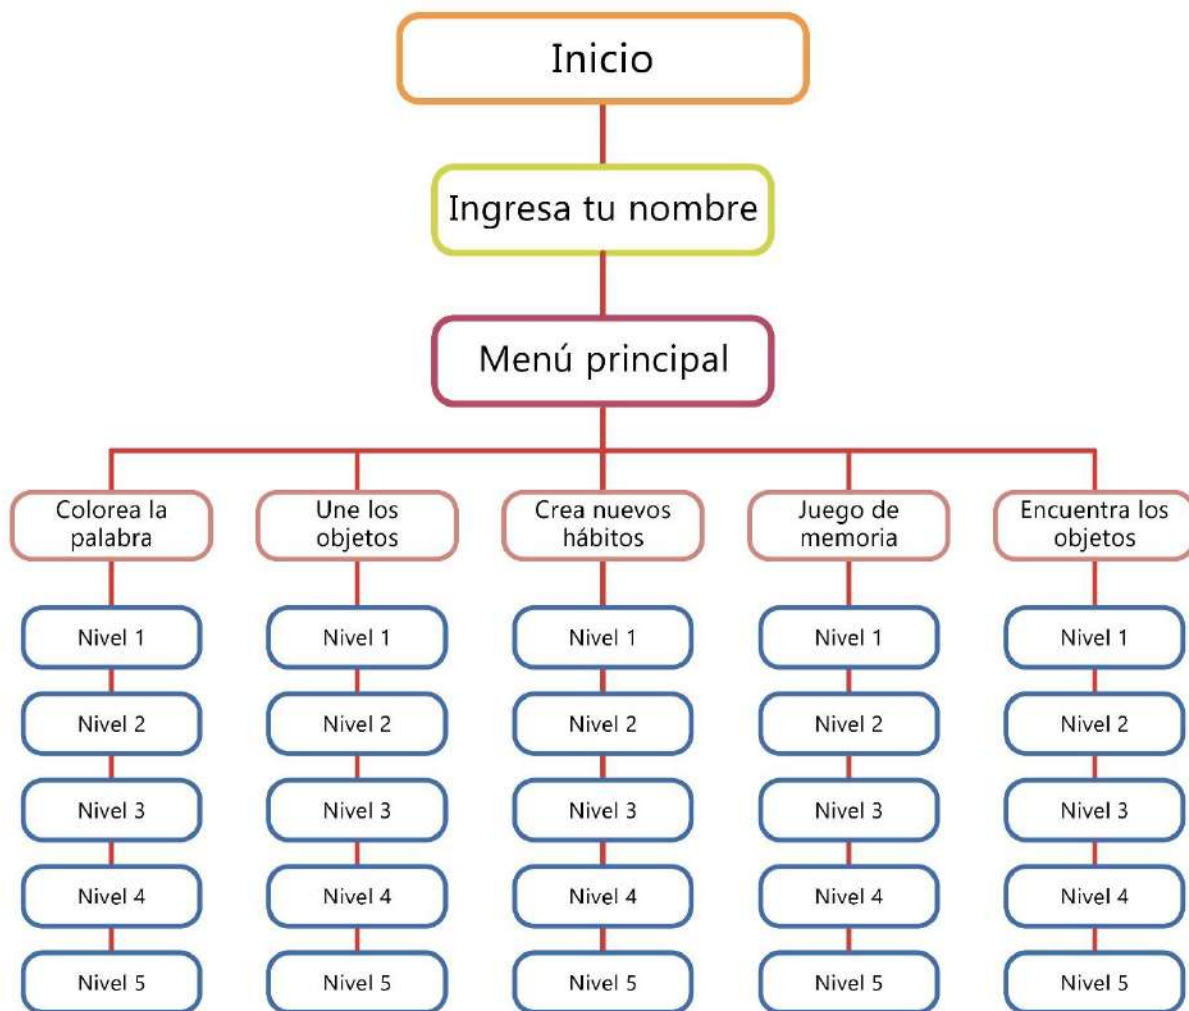 Inicio
Ingresa tu nombre
Menú principal
Colorea la
palabra
Une los
objetos
Crea nuevos
hábitos
Juego de
memoria
Encuentra los
objetos
Nivel 1
Nivel 1
Nivel 1
Nivel 1
Nivel 1
Nivel 2
Nivel 2
Nivel 2
Nivel 2
Nivel 2
Nivel 3
Nivel 3
Nivel 3
Nivel 3
Nivel 3
Nivel 4
Nivel 4
Nivel 4
Nivel 4
Nivel 4
Nivel 5
Nivel 5
Nivel 5
Nivel 5
Nivel 5